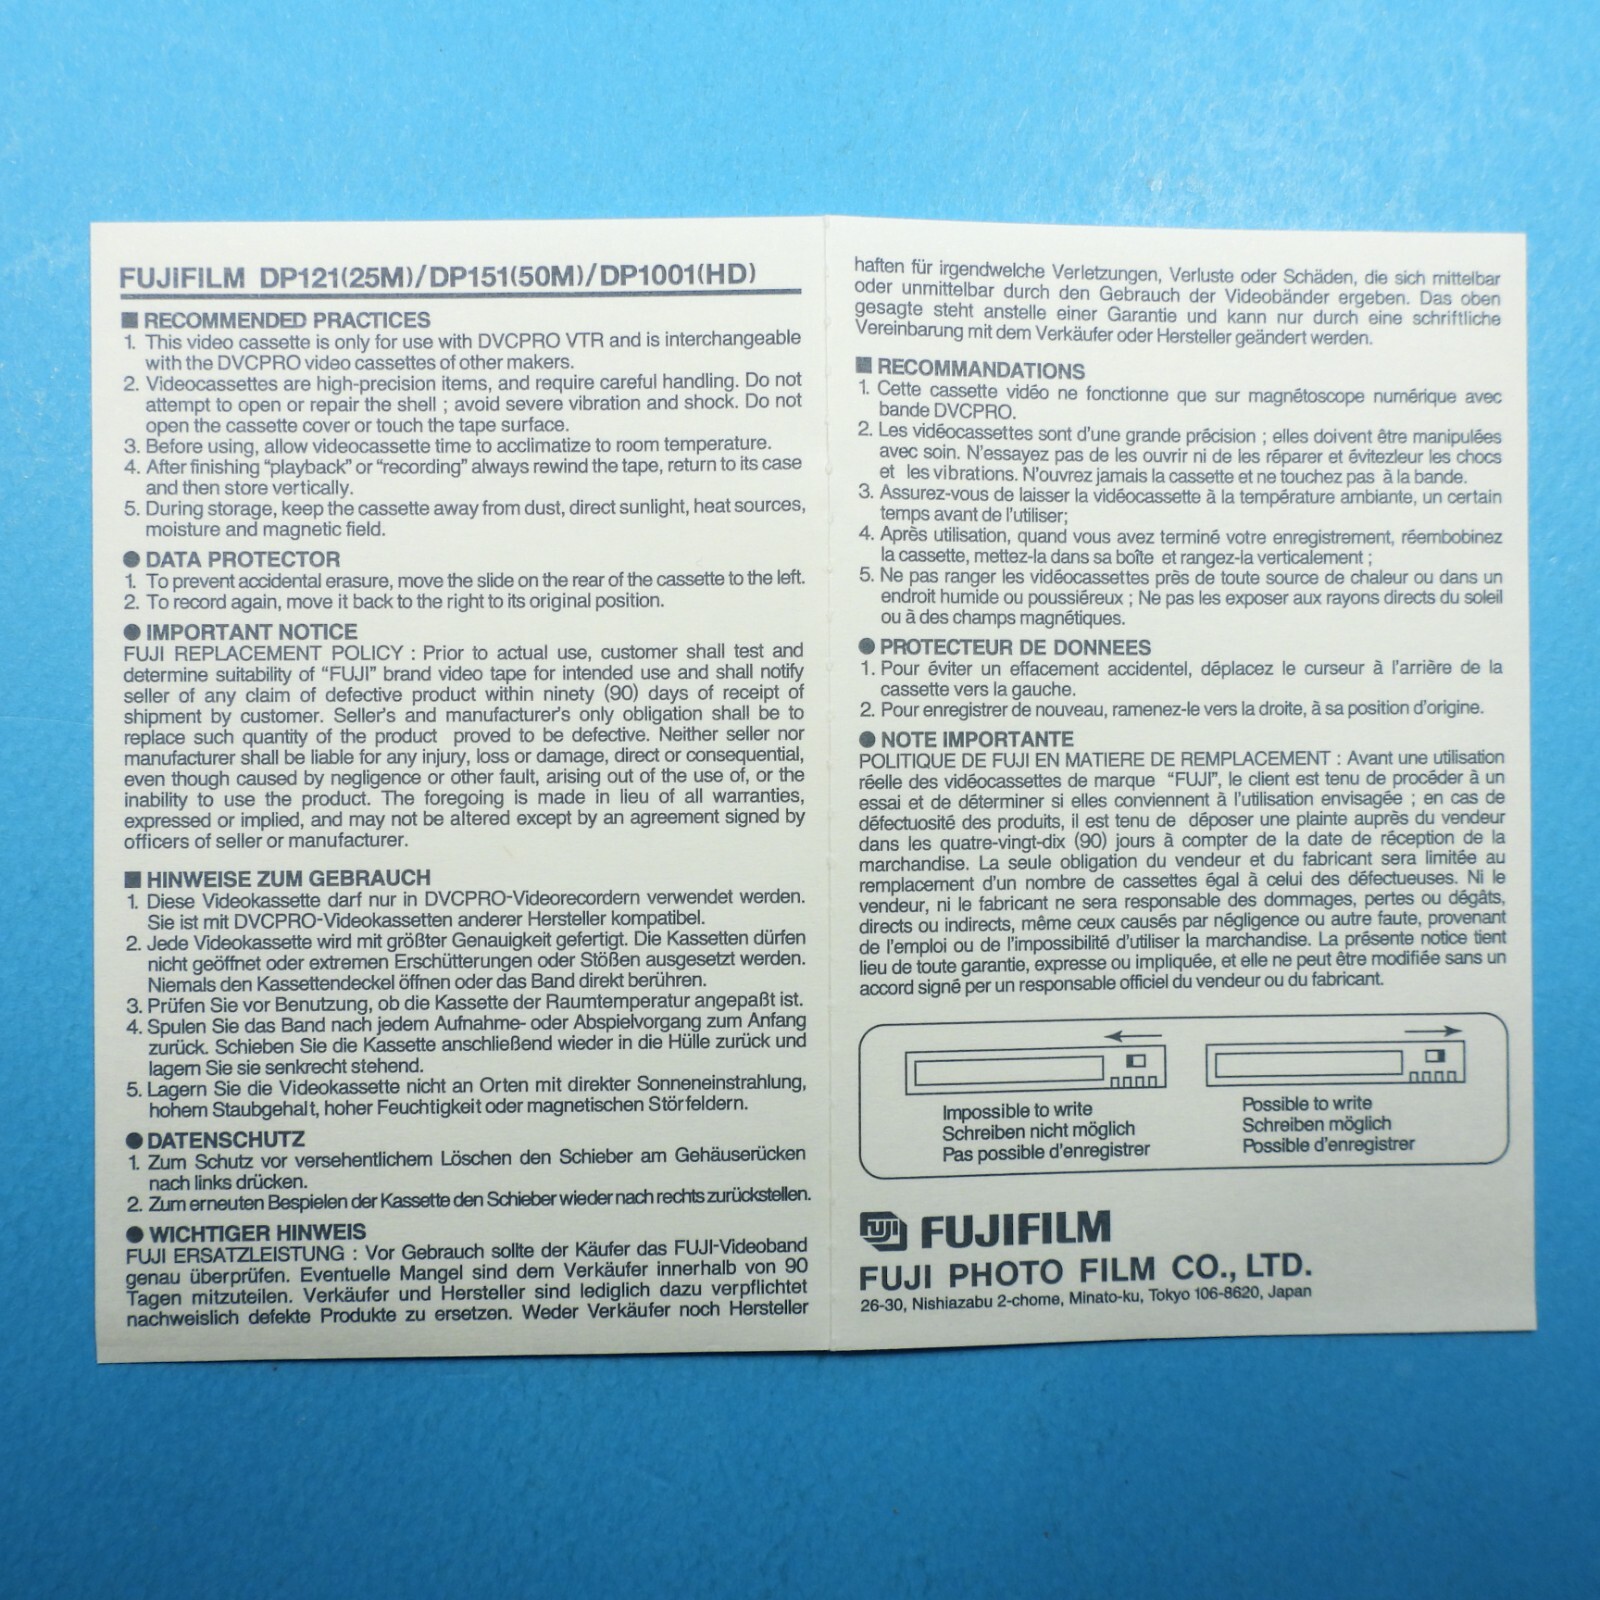 FUJIFILM DP121(25M)/DP151(50M)/DP1001(HD)
■ RECOMMENDED PRACTICES
1. This video cassette is only for use with DVCPRO VTR and is interchangeable
with the DVCPRO video cassettes of other makers.
2. Videocassettes are high-precision items, and require careful handling. Do not
attempt to open or repair the shell ; avoid severe vibration and shock. Do not
open the cassette cover or touch the tape surface.
3. Before using, allow videocassette time to acclimatize to room temperature.
4. After finishing “playback” or “recording” always rewind the tape, return to its case
and then store vertically.
5. During storage, keep the cassette away from dust, direct sunlight, heat sources,
moisture and magnetic field.
● DATA PROTECTOR
1. To prevent accidental erasure, move the slide on the rear of the cassette to the left.
2. To record again, move it back to the right to its original position.
● IMPORTANT NOTICE
FUJI REPLACEMENT POLICY : Prior to actual use, customer shall test and
determine suitability of “FUJI” brand video tape for intended use and shall notify
seller of any claim of defective product within ninety (90) days of receipt of
shipment by customer. Seller's and manufacturer's only obligation shall be to
replace such quantity of the product proved to be defective. Neither seller nor
manufacturer shall be liable for any injury, loss or damage, direct or consequential,
even though caused by negligence or other fault, arising out of the use of, or the
inability to use the product. The foregoing is made in lieu of all warranties,
expressed or implied, and may not be altered except by an agreement signed by
officers of seller or manufacturer.
■ HINWEISE ZUM GEBRAUCH
1. Diese Videokassette darf nur in DVCPRO-Videorecordern verwendet werden.
Sie ist mit DVCPRO-Videokassetten anderer Hersteller kompatibel.
2. Jede Videokassette wird mit größter Genauigkeit gefertigt. Die Kassetten dürfen
nicht geöffnet oder extremen Erschütterungen oder Stößen ausgesetzt werden.
Niemals den Kassettendeckel öffnen oder das Band direkt berühren.
3. Prüfen Sie vor Benutzung, ob die Kassette der Raumtemperatur angepaßt ist.
4. Spulen Sie das Band nach jedem Aufnahme- oder Abspielvorgang zum Anfang
zurück. Schieben Sie die Kassette anschließend wieder in die Hülle zurück und
lagern Sie sie senkrecht stehend.
5. Lagern Sie die Videokassette nicht an Orten mit direkter Sonneneinstrahlung,
hohem Staubgehalt, hoher Feuchtigkeit oder magnetischen Störfeldern.
● DATENSCHUTZ
1. Zum Schutz vor versehentlichem Löschen den Schieber am Gehäuserücken
nach links drücken.
2. Zum erneuten Bespielen der Kassette den Schieber wieder nach rechts zurückstellen.
● WICHTIGER HINWEIS
FUJI ERSATZLEISTUNG : Vor Gebrauch sollte der Käufer das FUJI-Videoband
genau überprüfen. Eventuelle Mangel sind dem Verkäufer innerhalb von 90
Tagen mitzuteilen. Verkäufer und Hersteller sind lediglich dazu verpflichtet
nachweislich defekte Produkte zu ersetzen. Weder Verkäufer noch Hersteller
haften für irgendwelche Verletzungen, Verluste oder Schäden, die sich mittelbar
oder unmittelbar durch den Gebrauch der Videobänder ergeben. Das oben
gesagte steht anstelle einer Garantie und kann nur durch eine schriftliche
Vereinbarung mit dem Verkäufer oder Hersteller geändert werden.
■ RECOMMANDATIONS
1. Cette cassette vidéo ne fonctionne que sur magnétoscope numérique avec
bande DVCPRO.
2. Les vidéocassettes sont d'une grande précision ; elles doivent être manipulées
avec soin. N'essayez pas de les ouvrir ni de les réparer et évitezleur les chocs
et les vibrations. N'ouvrez jamais la cassette et ne touchez pas à la bande.
3. Assurez-vous de laisser la vidéocassette à la température ambiante, un certain
temps avant de l'utiliser;
4. Après utilisation, quand vous avez terminé votre enregistrement, réembobinez
la cassette, mettez-la dans sa boîte et rangez-la verticalement ;
5. Ne pas ranger les vidéocassettes près de toute source de chaleur ou dans un
endroit humide ou poussiéreux ; Ne pas les exposer aux rayons directs du soleil
ou à des champs magnétiques.
● PROTECTEUR DE DONNEES
1. Pour éviter un effacement accidentel, déplacez le curseur à l'arrière de la
cassette vers la gauche.
2. Pour enregistrer de nouveau, ramenez-le vers la droite, à sa position d'origine.
● NOTE IMPORTANTE
POLITIQUE DE FUJI EN MATIERE DE REMPLACEMENT : Avant une utilisation
réelle des vidéocassettes de marque “FUJI”, le client est tenu de procéder à un
essai et de déterminer si elles conviennent à l'utilisation envisagée ; en cas de
défectuosité des produits, il est tenu de déposer une plainte auprès du vendeur
dans les quatre-vingt-dix (90) jours à compter de la date de réception de la
marchandise. La seule obligation du vendeur et du fabricant sera limitée au
remplacement d'un nombre de cassettes égal à celui des défectueuses. Ni le
vendeur, ni le fabricant ne sera responsable des dommages, pertes ou dégâts,
directs ou indirects, même ceux causés par négligence ou autre faute, provenant
de l'emploi ou de l'impossibilité d'utiliser la marchandise. La présente notice tient
lieu de toute garantie, expresse ou impliquée, et elle ne peut être modifiée sans un
accord signé per un responsable officiel du vendeur ou du fabricant.
Impossible to write
Schreiben nicht möglich
Pas possible d'enregistrer
Possible to write
Schreiben möglich
Possible d'enregistrer
FUJI FUJIFILM
FUJI PHOTO FILM CO., LTD.
26-30, Nishiazabu 2-chome, Minato-ku, Tokyo 106-8620, Japan